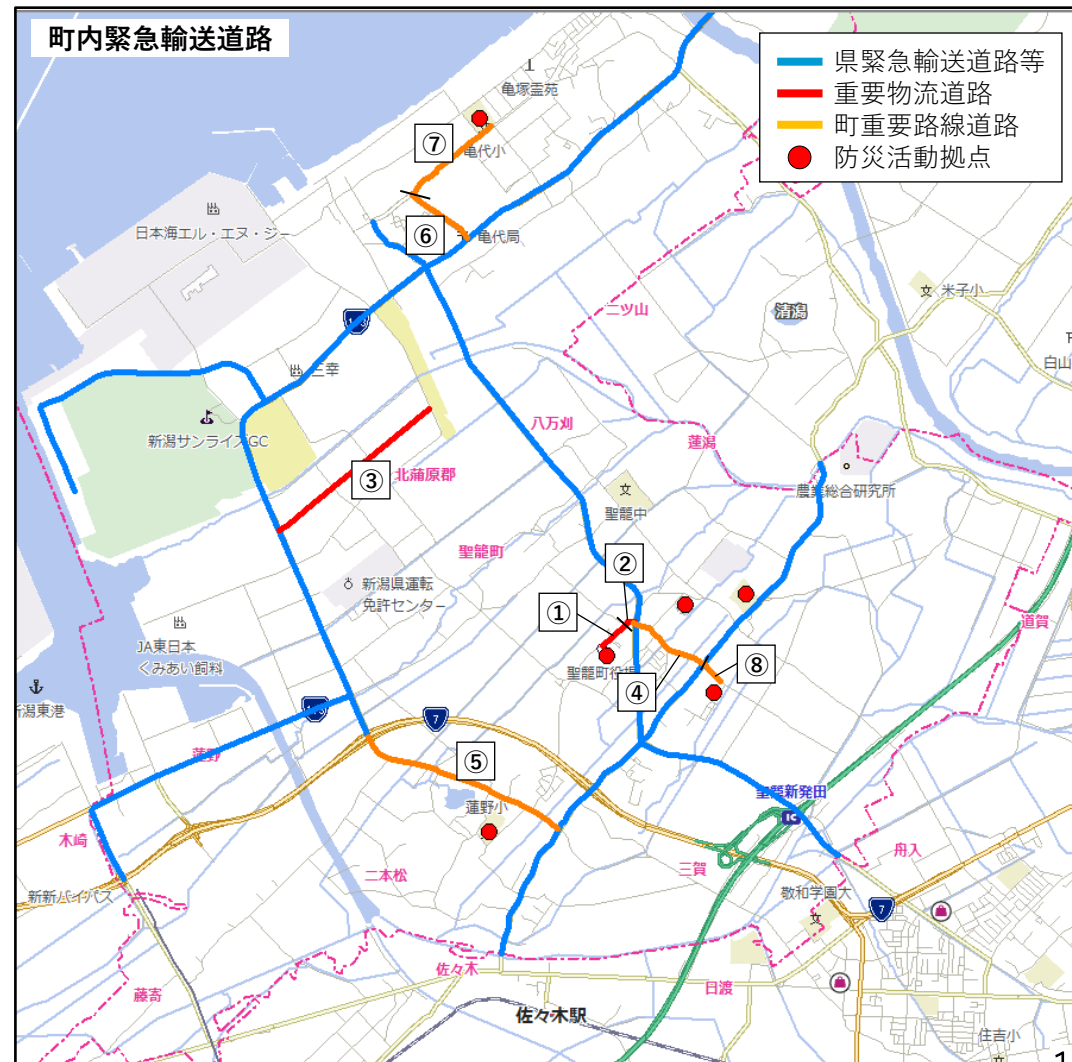 町内緊急輸送道路
県緊急輸送道路等
重要物流道路
町重要路線道路
防災活動拠点
亀塚霊苑
⑦
亀代小
日本海エル・エヌ・ジー
⑥
亀代局
二ツ山
文 米子小
清潟
白山
三幸
新潟サンライズGC
八万刈
蓮潟
③
北蒲原郡
農業総合研究所
文
聖籠中
聖籠町
②
新潟県運転
免許センター
①
道賀
JA東日本
くみあい飼料
聖籠町役場
④
⑧
新潟東港
7
蓮野
⑤
聖籠新発田
IC
蓮野小
木崎
舟入
三賀
二本松
新新バイパス
敬和学園大
文
7
佐々木
日渡
藤寄
佐々木駅
住吉小
文
1